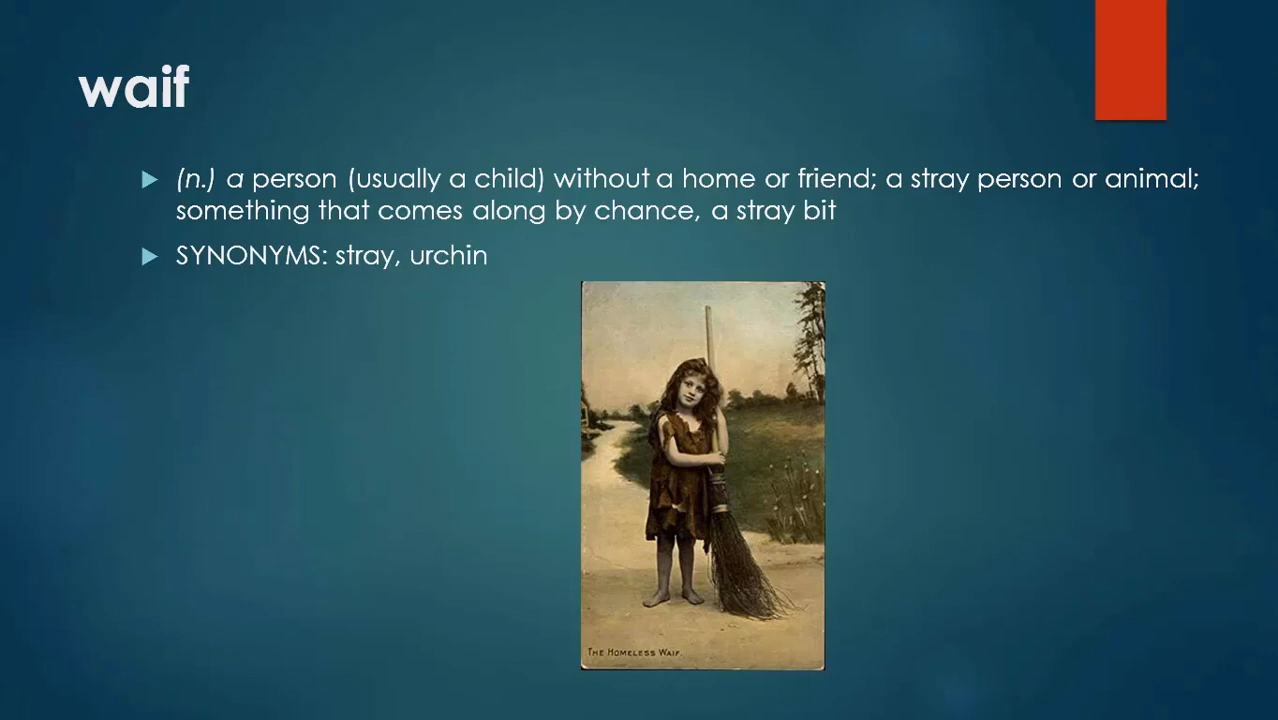 waif
(n.) a person (usually a child) without a home or friend; a stray person or animal;
something that comes along by chance, a stray bit
SYNONYMS: stray, urchin
The Homeless Waif.